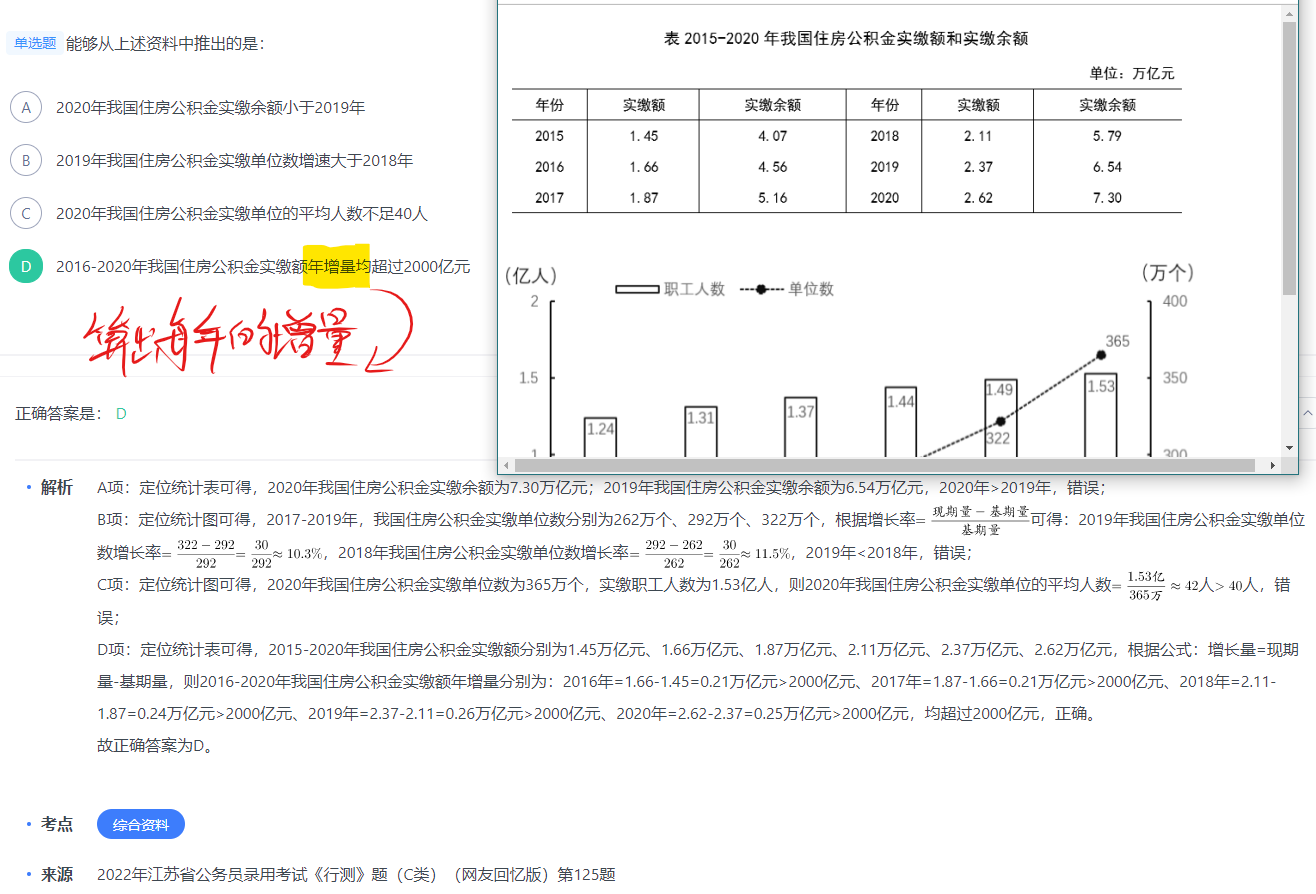 单选题 能够从上述资料中推出的是：
A 2020年我国住房公积金实缴余额小于2019年
B 2019年我国住房公积金实缴单位数增速大于2018年
C 2020年我国住房公积金实缴单位的平均人数不足40人
D 2016-2020年我国住房公积金实缴额年增量均超过2000亿元
算出每年的增量
正确答案是： D
表 2015-2020 年我国住房公积金实缴额和实缴余额
单位：万亿元
年份 实缴额 实缴余额 年份 实缴额 实缴余额
2015 1.45 4.07 2018 2.11 5.79
2016 1.66 4.56 2019 2.37 6.54
2017 1.87 5.16 2020 2.62 7.30
（亿人） 职工人数 单位数 （万个）
2 400
365
1.5 350
1.24 1.31 1.37 1.44 1.49 1.53
322
1 300
解析 A项：定位统计表可得，2020年我国住房公积金实缴余额为7.30万亿元；2019年我国住房公积金实缴余额为6.54万亿元，2020年>2019年，错误；
B项：定位统计图可得，2017-2019年，我国住房公积金实缴单位数分别为262万个、292万个、322万个，根据增长率= 现期量－基期量/基期量 可得：2019年我国住房公积金实缴单位
数增长率= 322－292/292 = 30/292 ≈ 10.3%，2018年我国住房公积金实缴单位数增长率= 292－262/262 = 30/262 ≈ 11.5%，2019年<2018年，错误；
C项：定位统计图可得，2020年我国住房公积金实缴单位数为365万个，实缴职工人数为1.53亿人，则2020年我国住房公积金实缴单位的平均人数= 1.53亿/365万 ≈ 42人> 40人，错
误；
D项：定位统计表可得，2015-2020年我国住房公积金实缴额分别为1.45万亿元、1.66万亿元、1.87万亿元、2.11万亿元、2.37万亿元、2.62万亿元，根据公式：增长量=现期
量-基期量，则2016-2020年我国住房公积金实缴额年增量分别为：2016年=1.66-1.45=0.21万亿元>2000亿元、2017年=1.87-1.66=0.21万亿元>2000亿元、2018年=2.11-
1.87=0.24万亿元>2000亿元、2019年=2.37-2.11=0.26万亿元>2000亿元、2020年=2.62-2.37=0.25万亿元>2000亿元，均超过2000亿元，正确。
故正确答案为D。
考点 综合资料
来源 2022年江苏省公务员录用考试《行测》题（C类）（网友回忆版）第125题